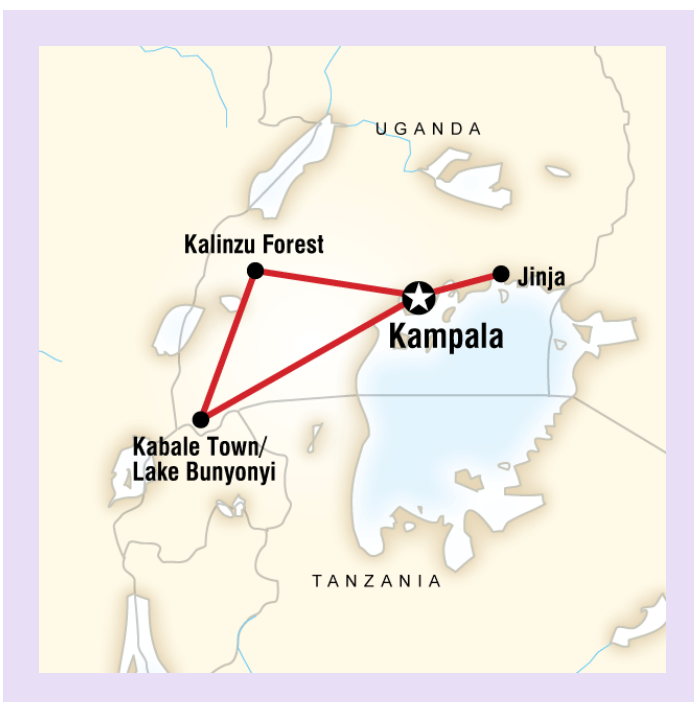 UGANDA
Kalinzu Forest
Jinja
Kampala
Kabale Town/
Lake Bunyonyi
TANZANIA